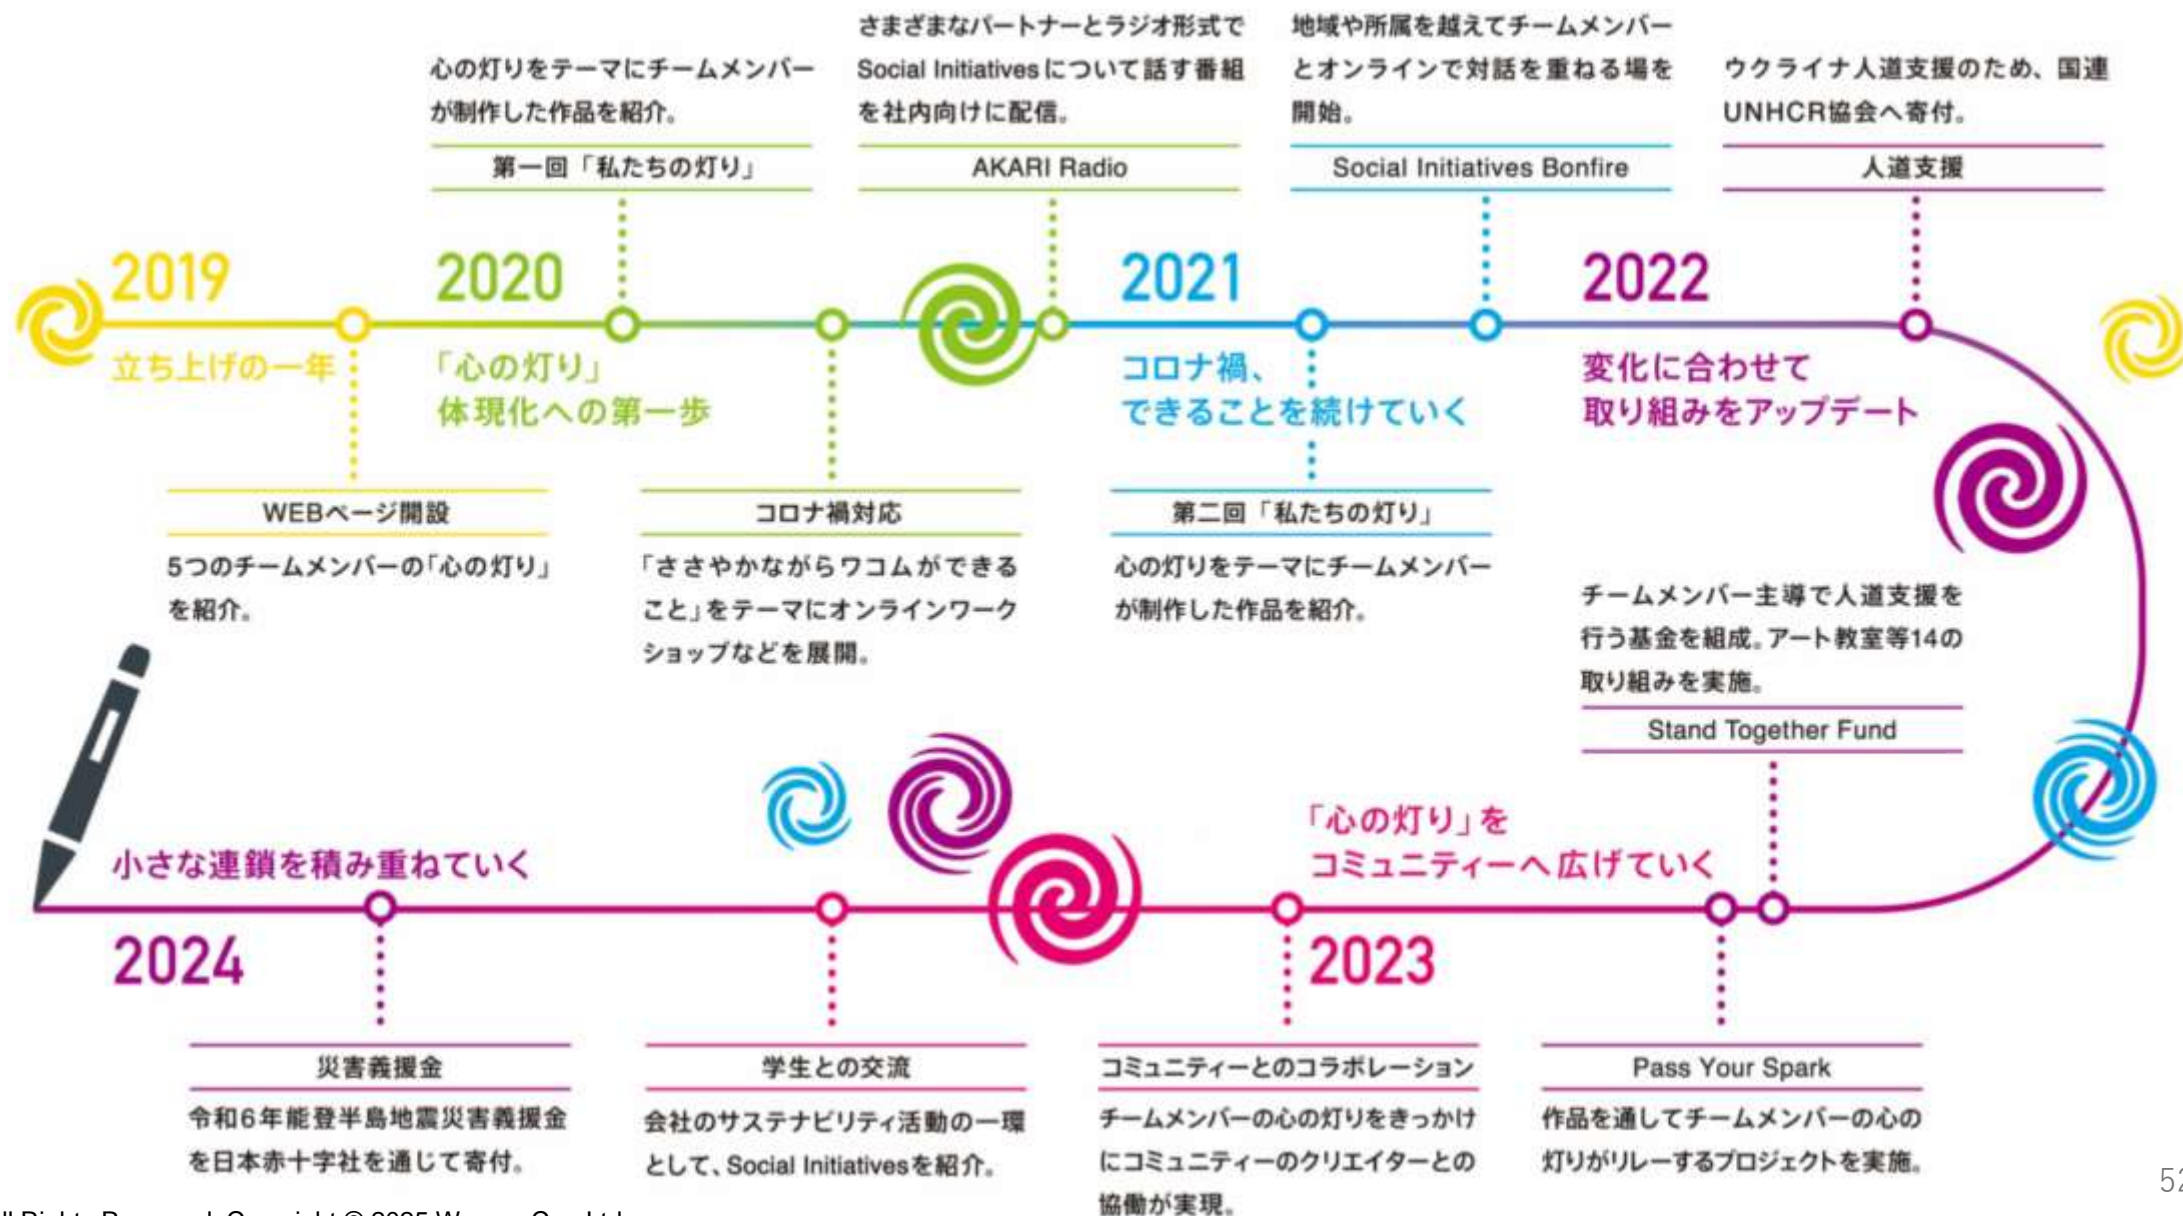 心の灯りをテーマにチームメンバー
が制作した作品を紹介。
第一回「私たちの灯り」
さまざまなパートナーとラジオ形式で
Social Initiativesについて話す番組
を社内向けに配信。
AKARI Radio
地域や所属を越えてチームメンバー
とオンラインで対話を重ねる場を
開始。
Social Initiatives Bonfire
ウクライナ人道支援のため、国連
UNHCR協会へ寄付。
人道支援
2019
立ち上げの一年
2020
「心の灯り」
体現化への第一歩
2021
コロナ禍、
できることを続けていく
2022
変化に合わせて
取り組みをアップデート
WEBページ開設
5つのチームメンバーの「心の灯り」
を紹介。
コロナ禍対応
「ささやかながらワコムができる
こと」をテーマにオンラインワーク
ショップなどを展開。
第二回「私たちの灯り」
心の灯りをテーマにチームメンバー
が制作した作品を紹介。
チームメンバー主導で人道支援を
行う基金を組成。アート教室等14の
取り組みを実施。
Stand Together Fund
「心の灯り」を
コミュニティーへ広げていく
2023
小さな連鎖を積み重ねていく
2024
災害義援金
令和6年能登半島地震災害義援金
を日本赤十字社を通じて寄付。
学生との交流
会社のサステナビリティ活動の一環
として、Social Initiativesを紹介。
コミュニティーとのコラボレーション
チームメンバーの心の灯りをきっかけ
にコミュニティーのクリエイターとの
協働が実現。
Pass Your Spark
作品を通してチームメンバーの心の
灯りがリレーするプロジェクトを実施。
52